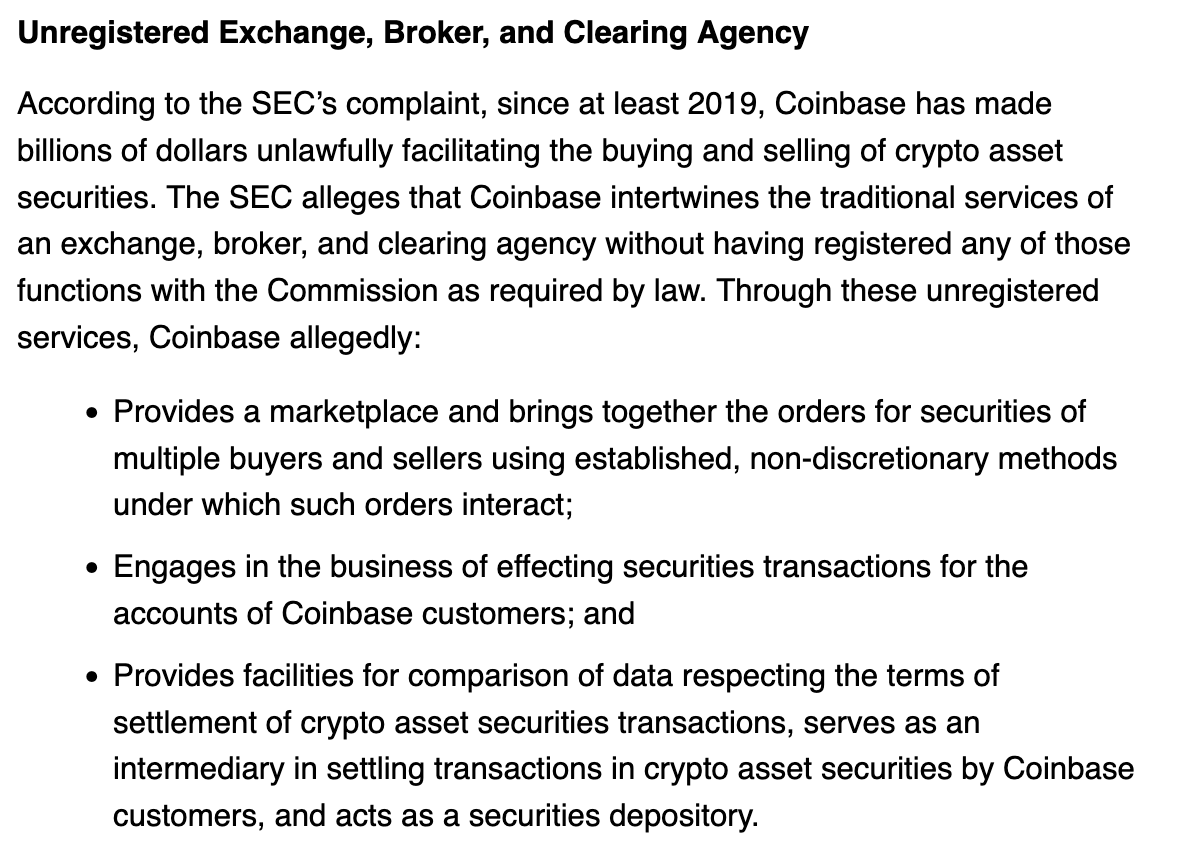 Unregistered Exchange, Broker, and Clearing Agency
According to the SEC’s complaint, since at least 2019, Coinbase has made
billions of dollars unlawfully facilitating the buying and selling of crypto asset
securities. The SEC alleges that Coinbase intertwines the traditional services of
an exchange, broker, and clearing agency without having registered any of those
functions with the Commission as required by law. Through these unregistered
services, Coinbase allegedly:
• Provides a marketplace and brings together the orders for securities of
multiple buyers and sellers using established, non-discretionary methods
under which such orders interact;
• Engages in the business of effecting securities transactions for the
accounts of Coinbase customers; and
• Provides facilities for comparison of data respecting the terms of
settlement of crypto asset securities transactions, serves as an
intermediary in settling transactions in crypto asset securities by Coinbase
customers, and acts as a securities depository.